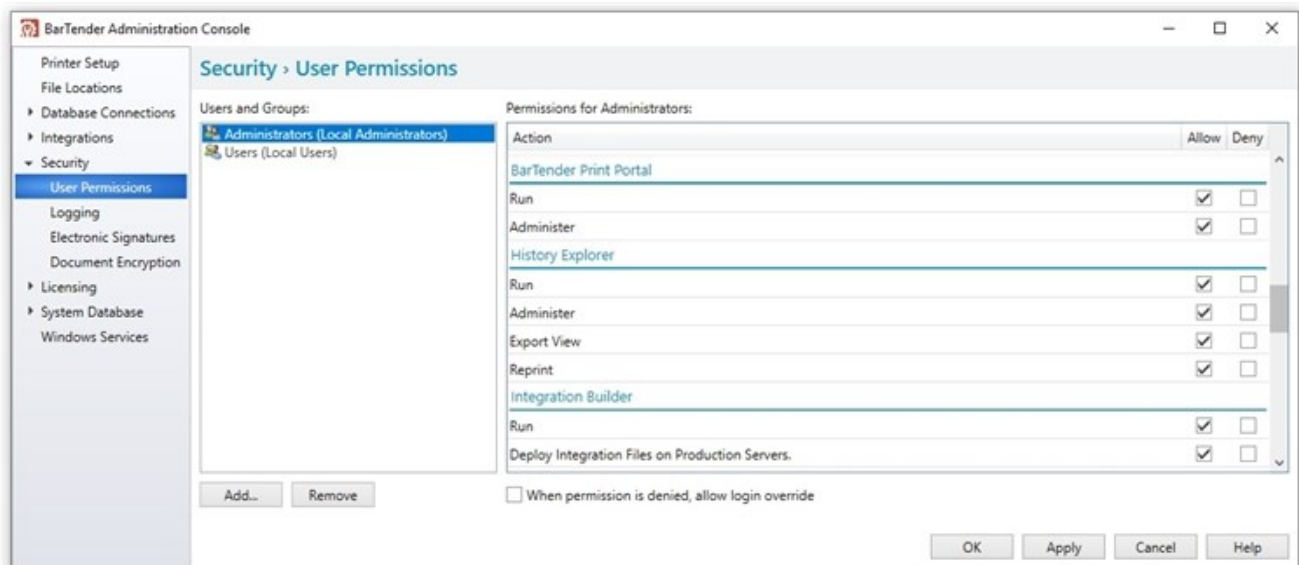 BarTender Administration Console
Printer Setup
File Locations
Database Connections
Integrations
Security
User Permissions
Logging
Electronic Signatures
Document Encryption
Licensing
System Database
Windows Services
Security › User Permissions
Users and Groups:
Administrators (Local Administrators)
Users (Local Users)
Add...
Remove
Permissions for Administrators:
Action Allow Deny
BarTender Print Portal
Run
Administer
History Explorer
Run
Administer
Export View
Reprint
Integration Builder
Run
Deploy Integration Files on Production Servers.
When permission is denied, allow login override
OK Apply Cancel Help